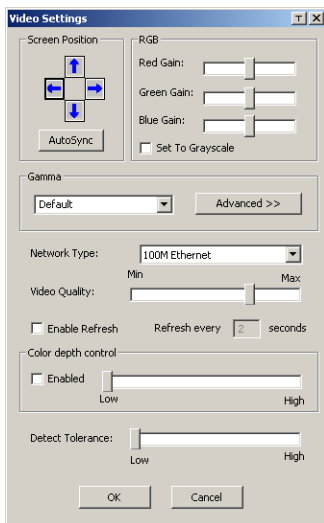 Video Settings
Screen Position
AutoSync
RGB
Red Gain:
Green Gain:
Blue Gain:
Set To Grayscale
Gamma
Default
Advanced >>
Network Type:
100M Ethernet
Min
Max
Video Quality:
Enable Refresh
Refresh every 2 seconds
Color depth control
Enabled
Low
High
Detect Tolerance:
Low
High
OK
Cancel